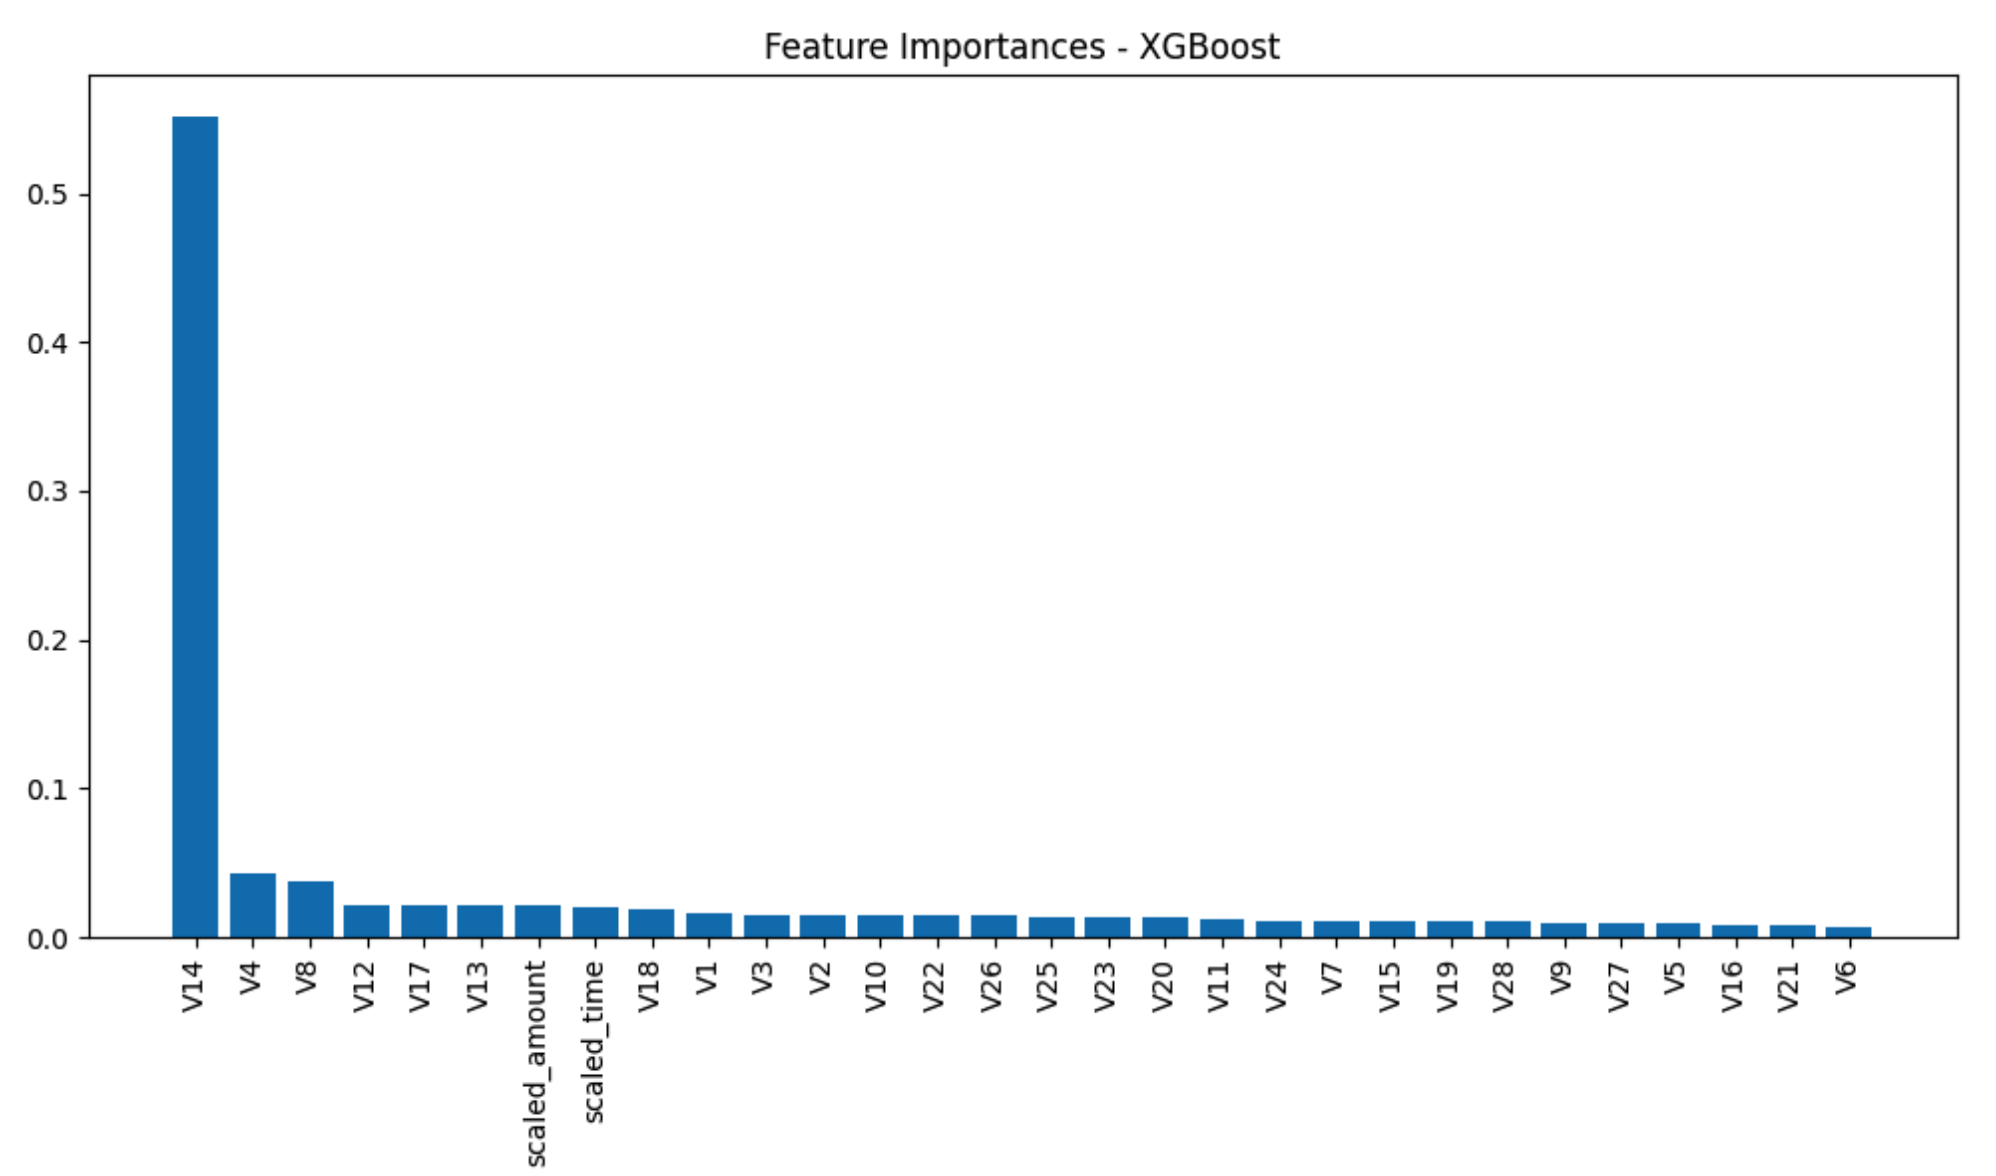 Feature Importances - XGBoost
0.5
0.4
0.3
0.2
0.1
0.0
V14
V4
V8
V12
V17
V13
scaled_amount
scaled_time
V18
V1
V3
V2
V10
V22
V26
V25
V23
V20
V11
V24
V7
V15
V19
V28
V9
V27
V5
V16
V21
V6